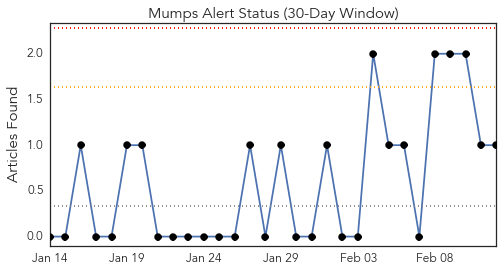 Mumps Alert Status (30-Day Window)
Articles Found
2.0
1.5
1.0
0.5
0.0
Jan 14 Jan 19 Jan 24 Jan 29 Feb 03 Feb 08